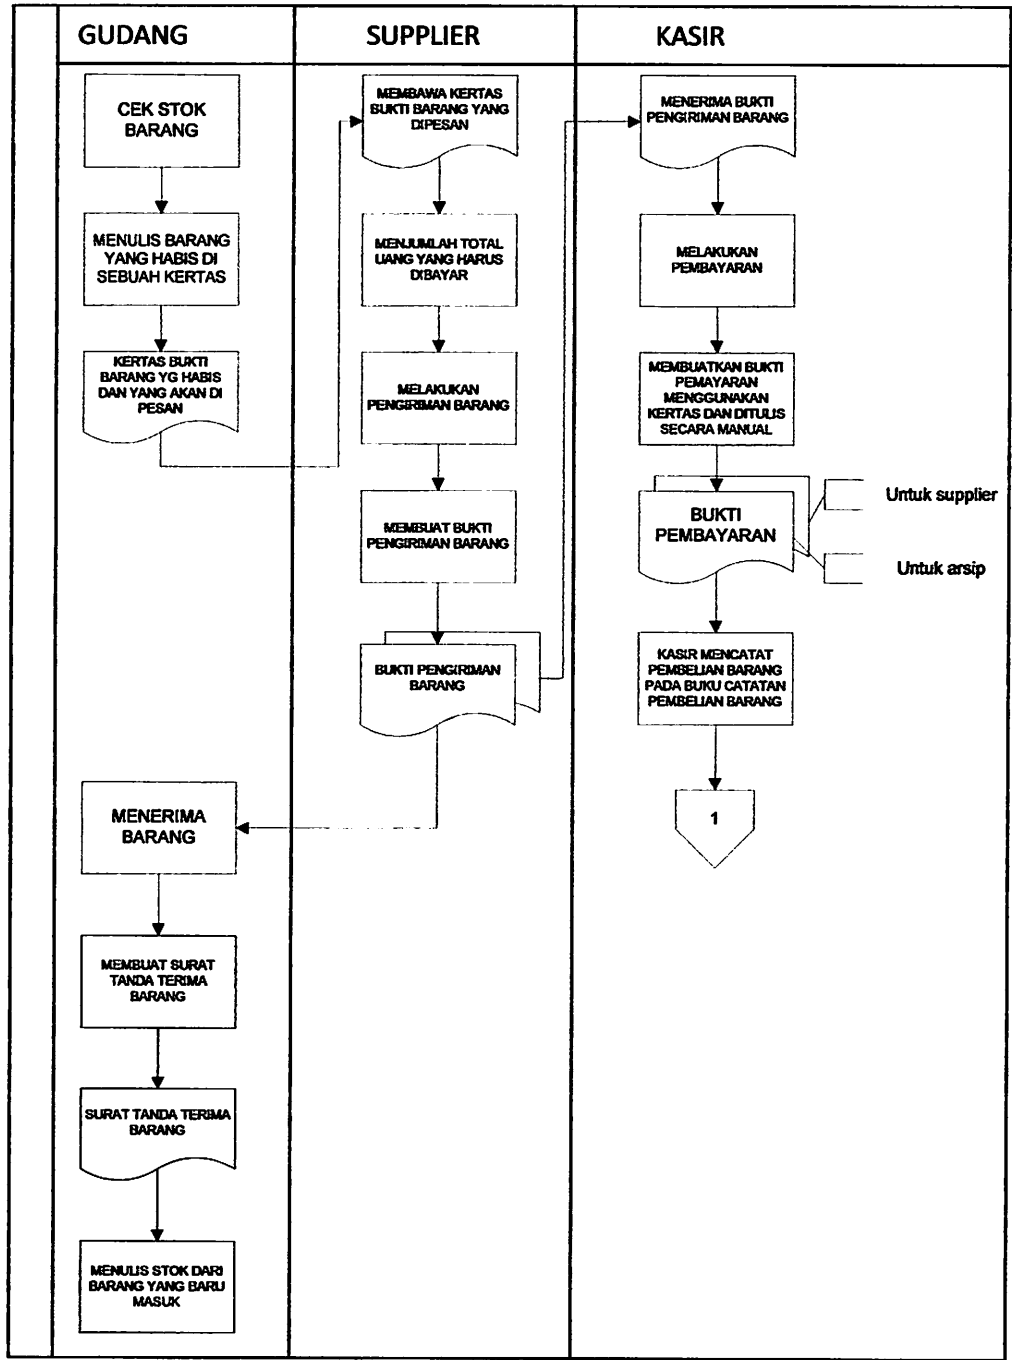 GUDANG
SUPPLIER
KASIR
CEK STOK
BARANG
MENULIS BARANG
YANG HABIS DI
SEBUAH KERTAS
KERTAS BUKTI
BARANG YG HABIS
DAN YANG AKAN DI
PESAN
MENERIMA
BARANG
MEMBUAT SURAT
TANDA TERIMA
BARANG
SURAT TANDA TERIMA
BARANG
MENULIS STOK DARI
BARANG YANG BARU
MASUK
MEMBAWA KERTAS
BUKTI BARANG YANG
DIPESAN
MENJUMLAH TOTAL
UANG YANG HARUS
DIBAYAR
MELAKUKAN
PENGIRIMAN BARANG
MEMBUAT BUKTI
PENGIRIMAN BARANG
BUKTI PENGIRIMAN
BARANG
MENERIMA BUKTI
PENGIRIMAN BARANG
MELAKUKAN
PEMBAYARAN
MEMBUATKAN BUKTI
PEMAYARAN
MENGGUNAKAN
KERTAS DAN DITULIS
SECARA MANUAL
BUKTI
PEMBAYARAN
Untuk supplier
Untuk arsip
KASIR MENCATAT
PEMBELIAN BARANG
PADA BUKU CATATAN
PEMBELIAN BARANG
1